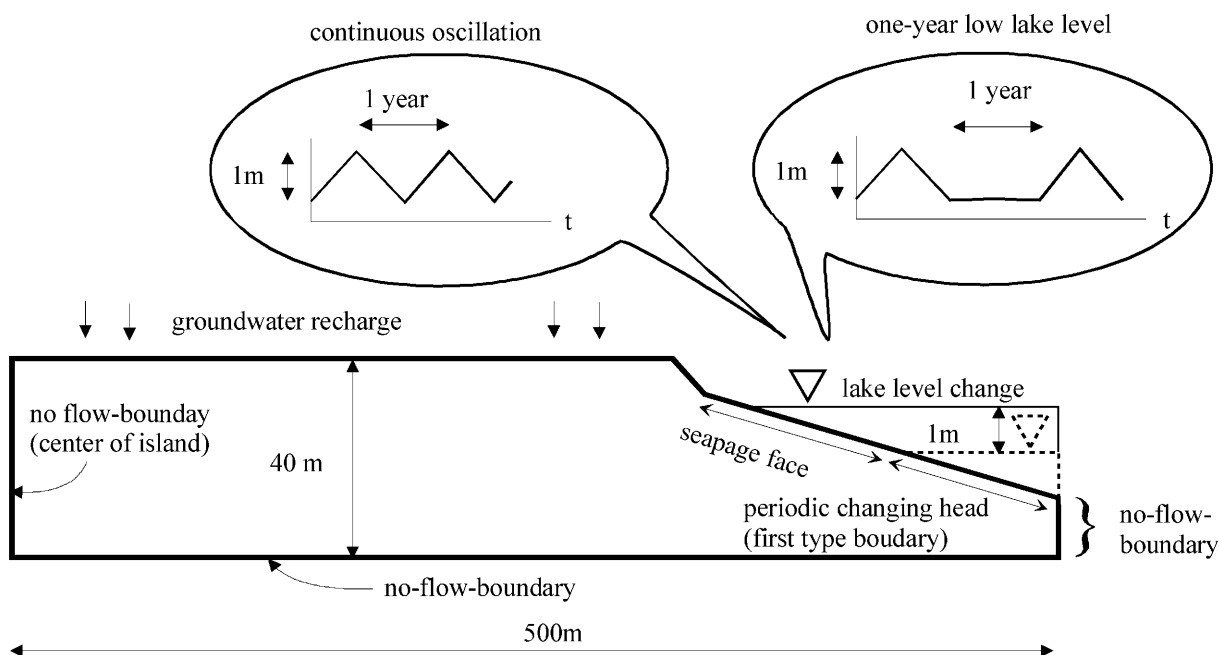 continuous oscillation
one-year low lake level
1 year
1m
t
1 year
1m
t
groundwater recharge
lake level change
no flow-bounday
(center of island)
40 m
seapage face
1m
periodic changing head
(first type boudary)
no-flow-
boundary
no-flow-boundary
500m